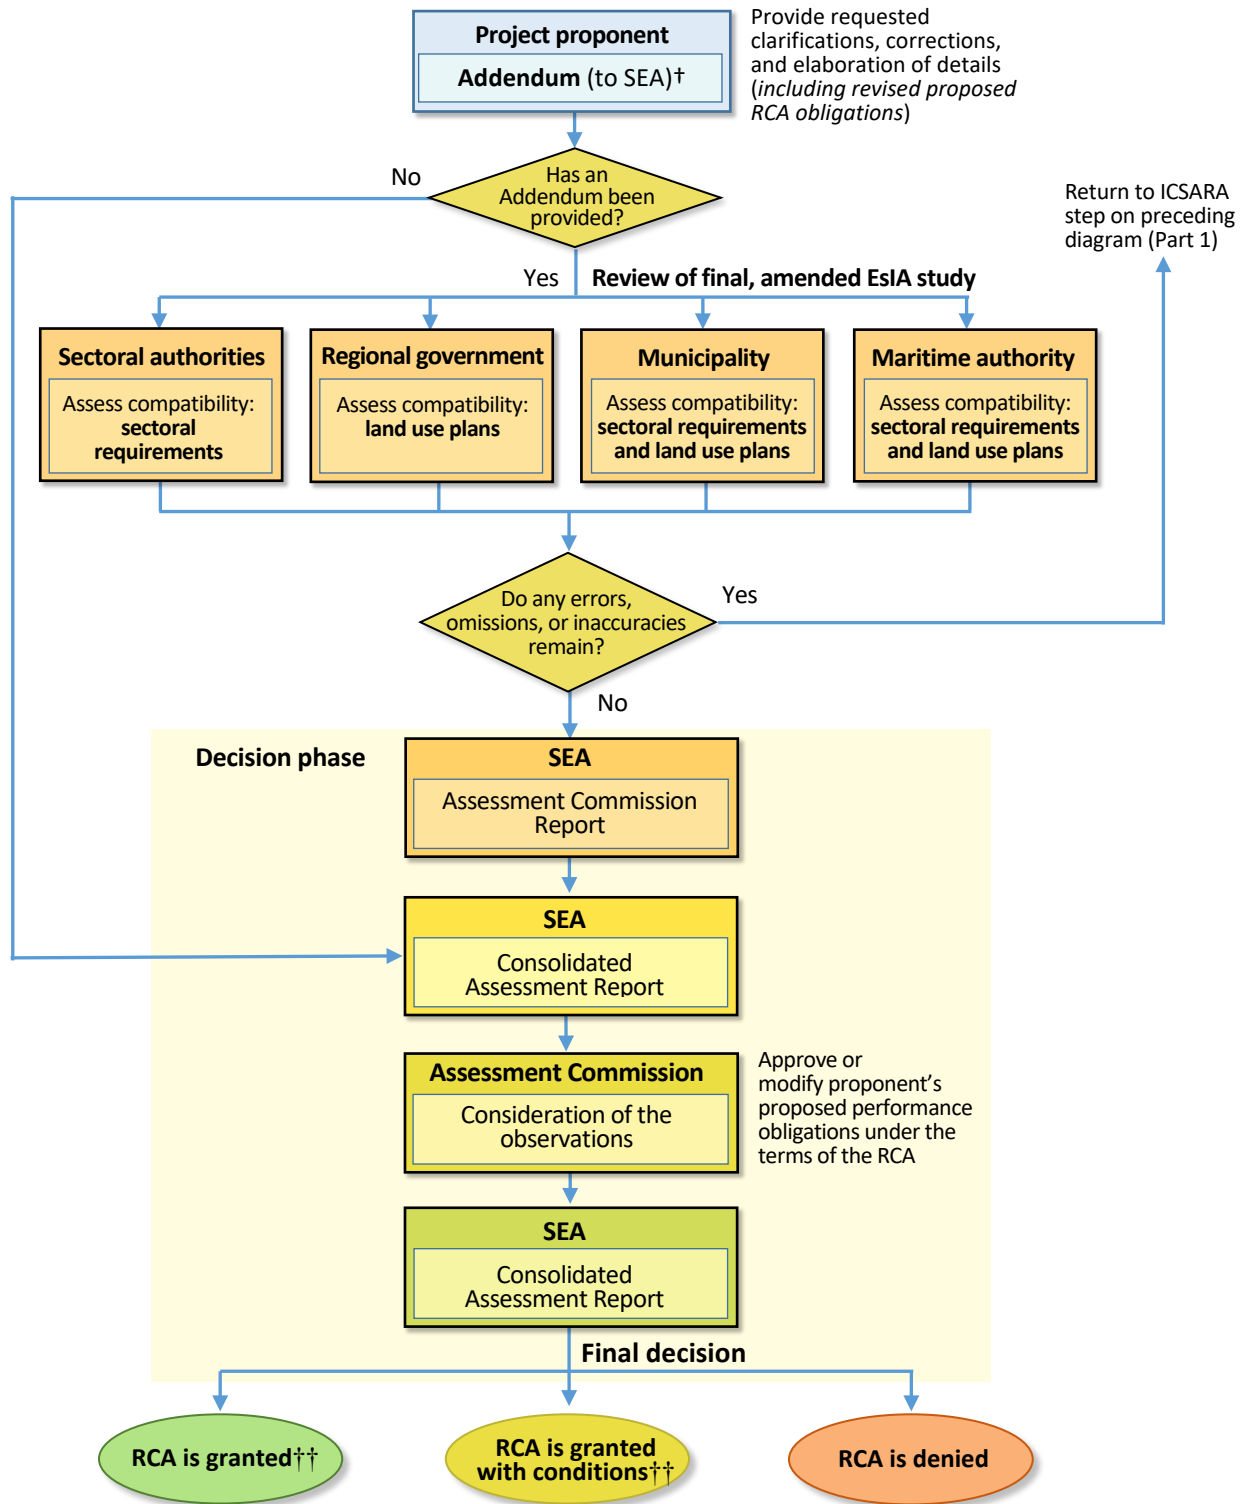 Project proponent
Addendum (to SEA)†
Provide requested
clarifications, corrections,
and elaboration of details
(including revised proposed
RCA obligations)
Has an
Addendum been
provided?
No
Yes
Return to ICSARA
step on preceding
diagram (Part 1)
Review of final, amended EsIA study
Sectoral authorities
Assess compatibility:
sectoral
requirements
Regional government
Assess compatibility:
land use plans
Municipality
Assess compatibility:
sectoral requirements
and land use plans
Maritime authority
Assess compatibility:
sectoral requirements
and land use plans
Do any errors,
omissions, or inaccuracies
remain?
Yes
No
Decision phase
SEA
Assessment Commission
Report
SEA
Consolidated
Assessment Report
Assessment Commission
Consideration of the
observations
Approve or
modify proponent’s
proposed performance
obligations under the
terms of the RCA
SEA
Consolidated
Assessment Report
Final decision
RCA is granted††
RCA is granted
with conditions††
RCA is denied